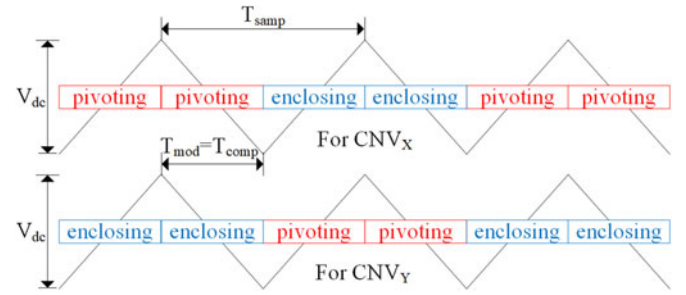 T_samp
V_dc
pivoting pivoting enclosing enclosing pivoting pivoting
For CNV_X
T_mod=T_comp
V_dc
enclosing enclosing pivoting pivoting enclosing enclosing
For CNV_Y